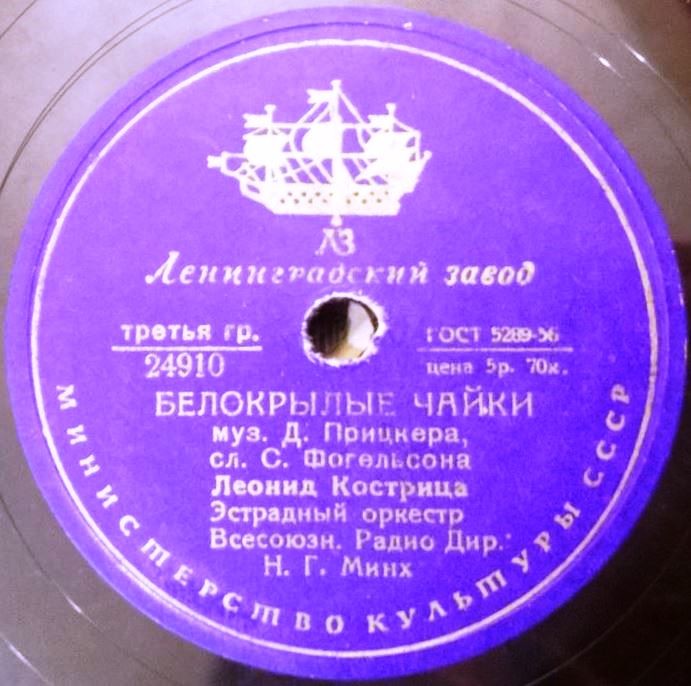 ЛЗ
Ленинградский завод
третья гр.
24910
ГОСТ 5289-56
цена 5р. 70к.
БЕЛОКРЫЛЫЕ ЧАЙКИ
муз. Д. Прицкера,
сл. С. Фогельсона
Леонид Кострица
Эстрадный оркестр
Всесоюзн. Радио Дир.:
Н. Г. Минх
МИНИСТЕРСТВО КУЛЬТУРЫ СССР